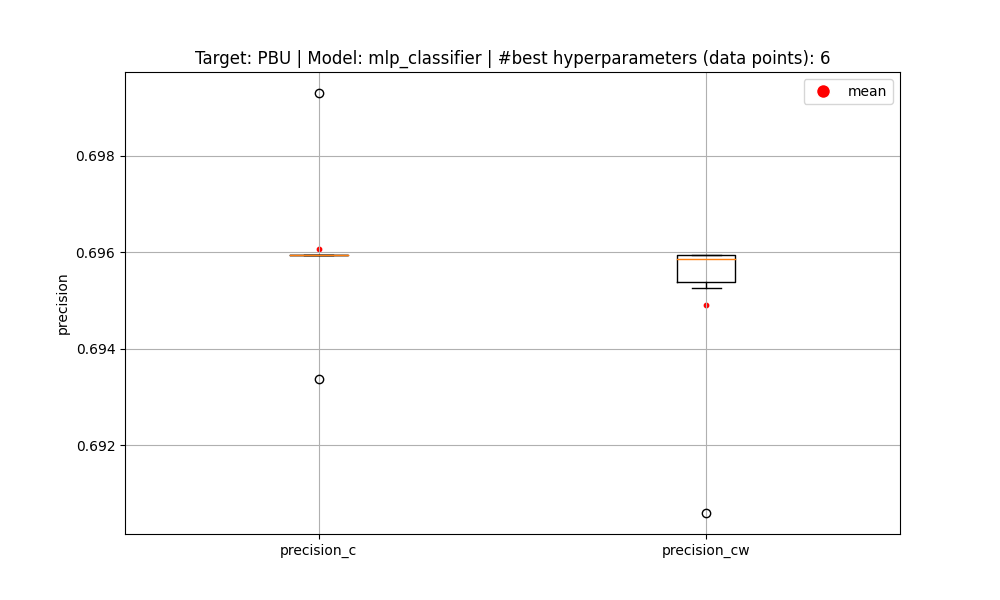 Target: PBU | Model: mlp_classifier | #best hyperparameters (data points): 6
mean
0.698
0.696
0.694
0.692
precision
precision_c
precision_cw